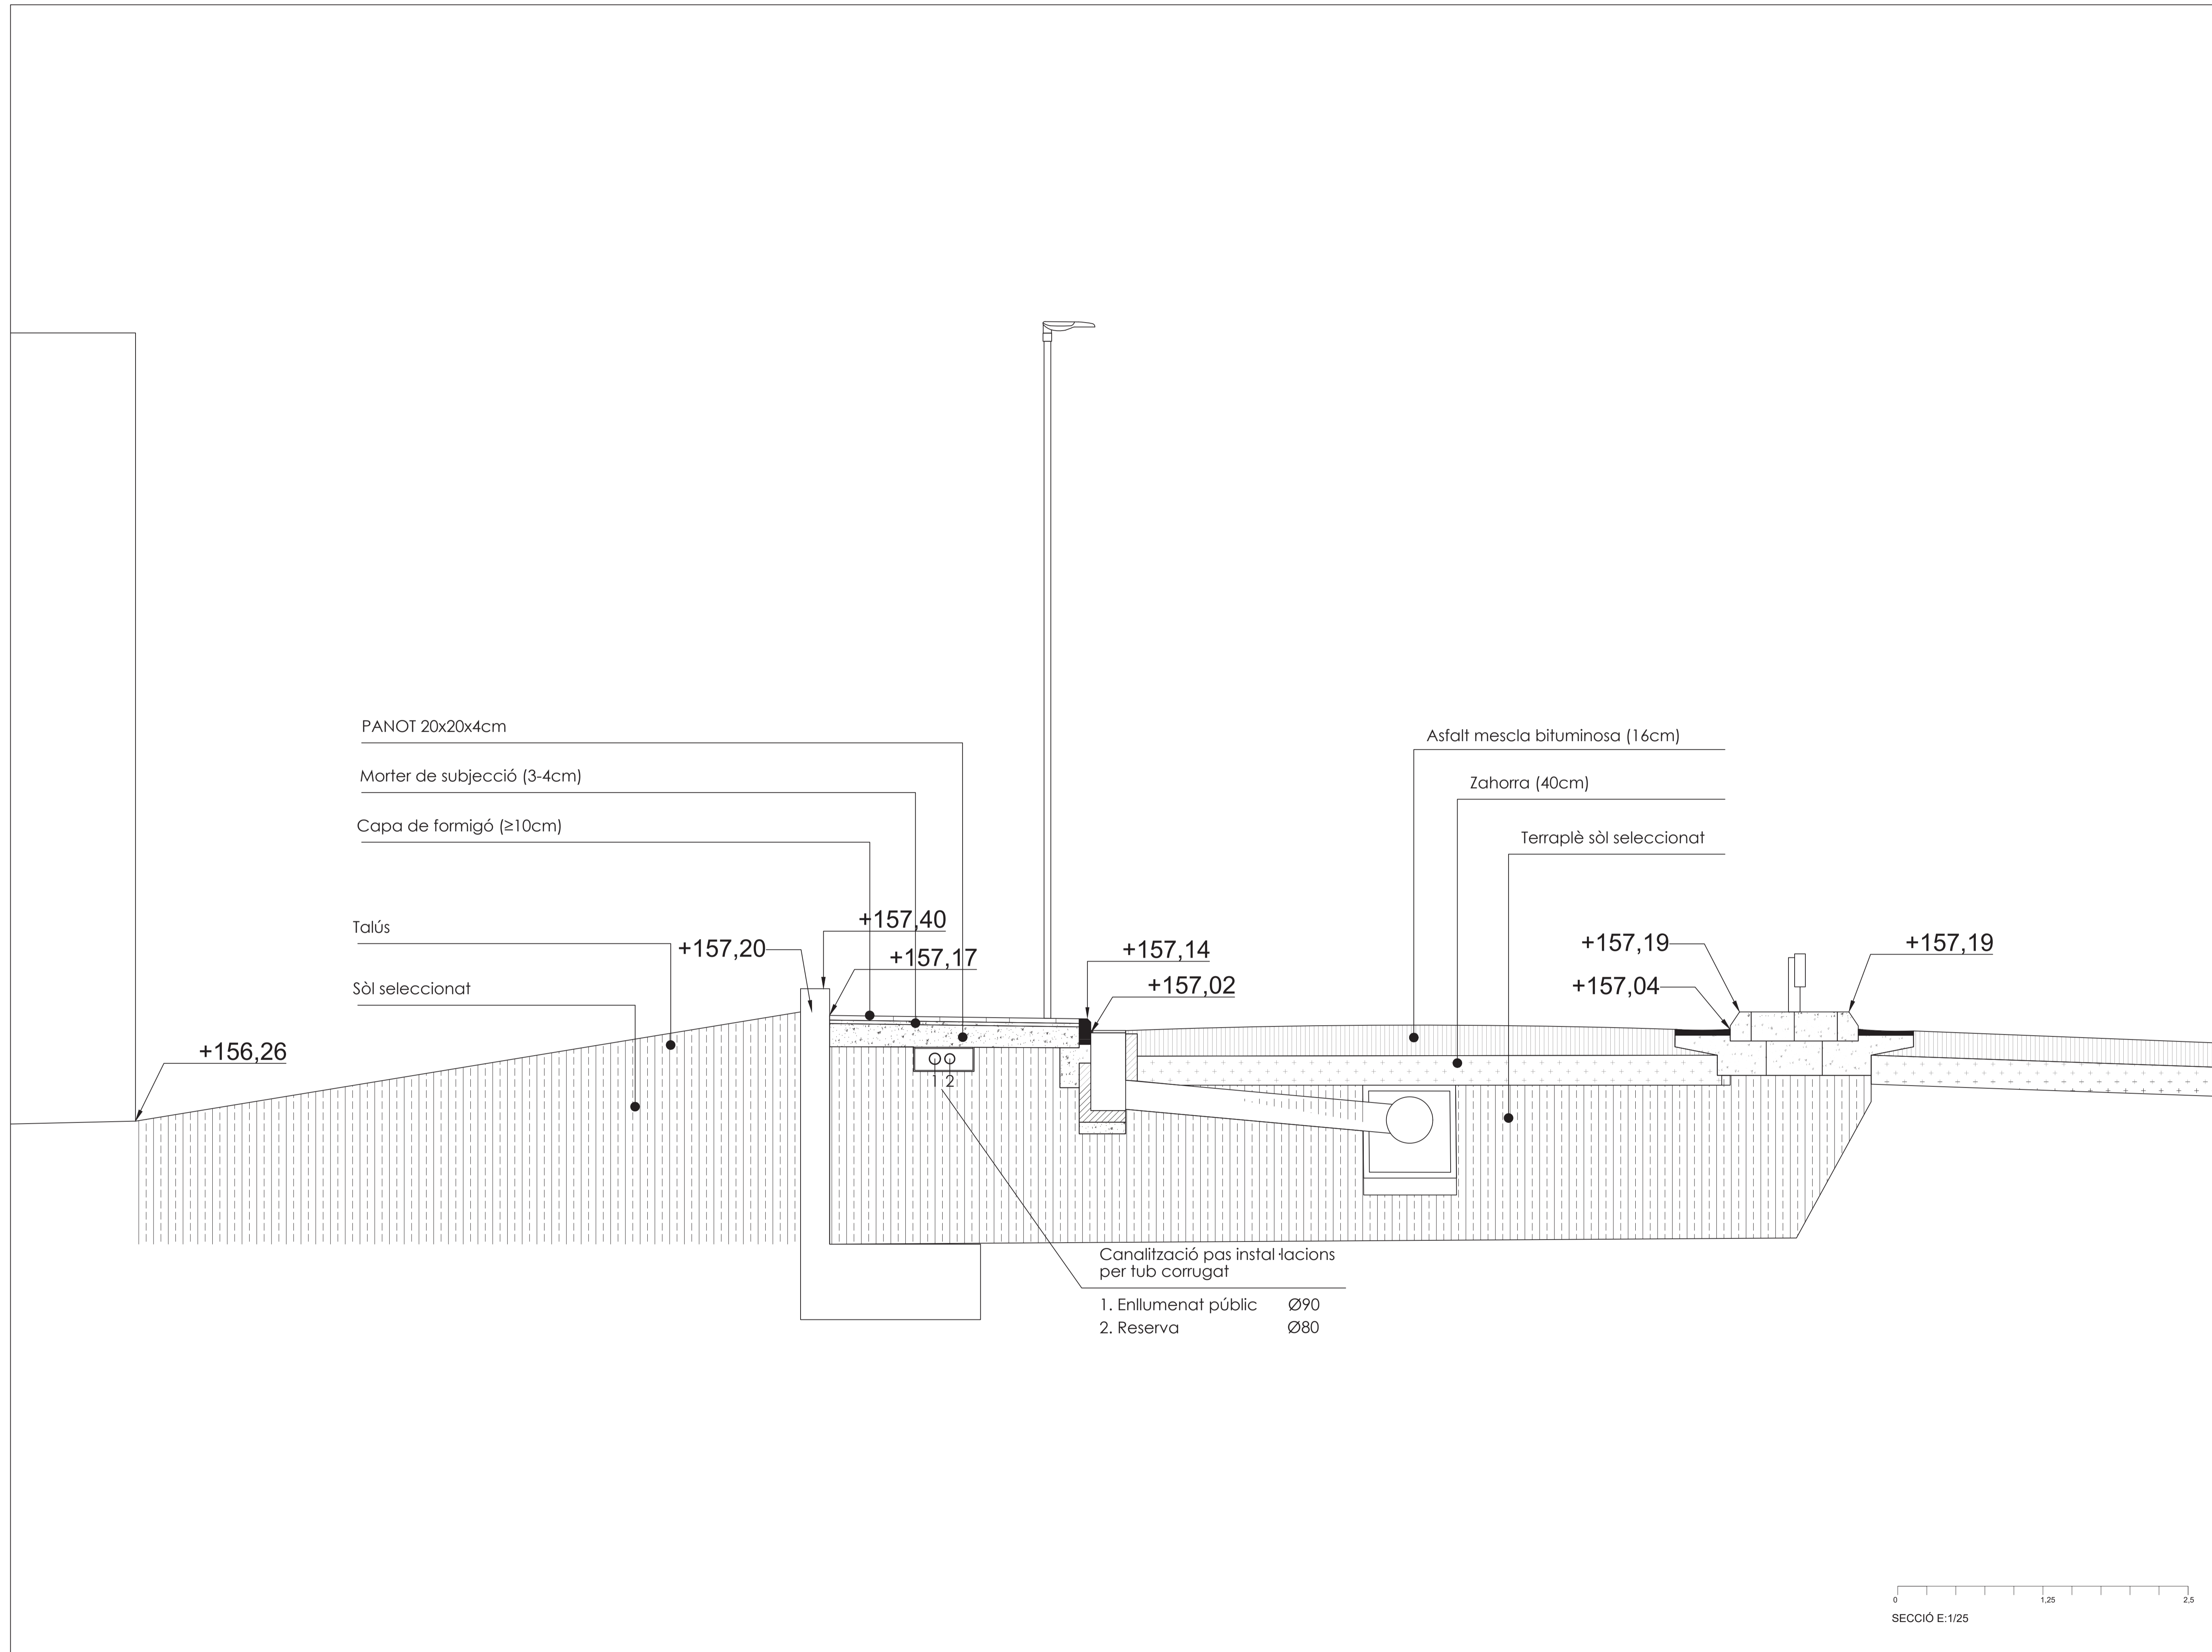 PANOT 20x20x4cm
Morter de subjecció (3-4cm)
Capa de formigó (≥10cm)
Talús
Sòl seleccionat
+156,26
+157,20
+157,40
+157,17
+157,14
+157,02
Asfalt mescla bituminosa (16cm)
Zahorra (40cm)
Terraplè sòl seleccionat
+157,19
+157,04
+157,19
1 2
Canalització pas instal·lacions
per tub corrugat
1. Enllumenat públic Ø90
2. Reserva Ø80
0 1,25 2,5
SECCIÓ E:1/25